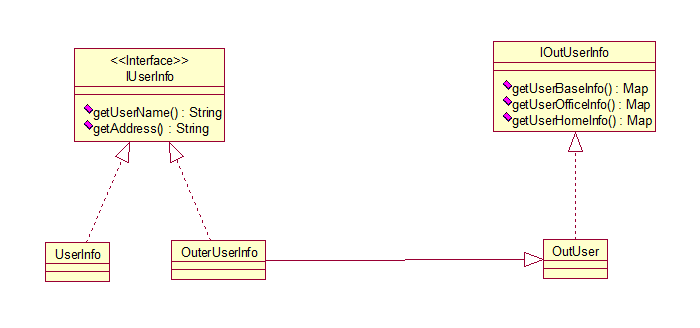 <<Interface>>
IUserInfo
getUserName() : String
getAddress() : String
IOutUserInfo
getUserBaseInfo() : Map
getUserOfficeInfo() : Map
getUserHomeInfo() : Map
UserInfo
OuterUserInfo
OutUser